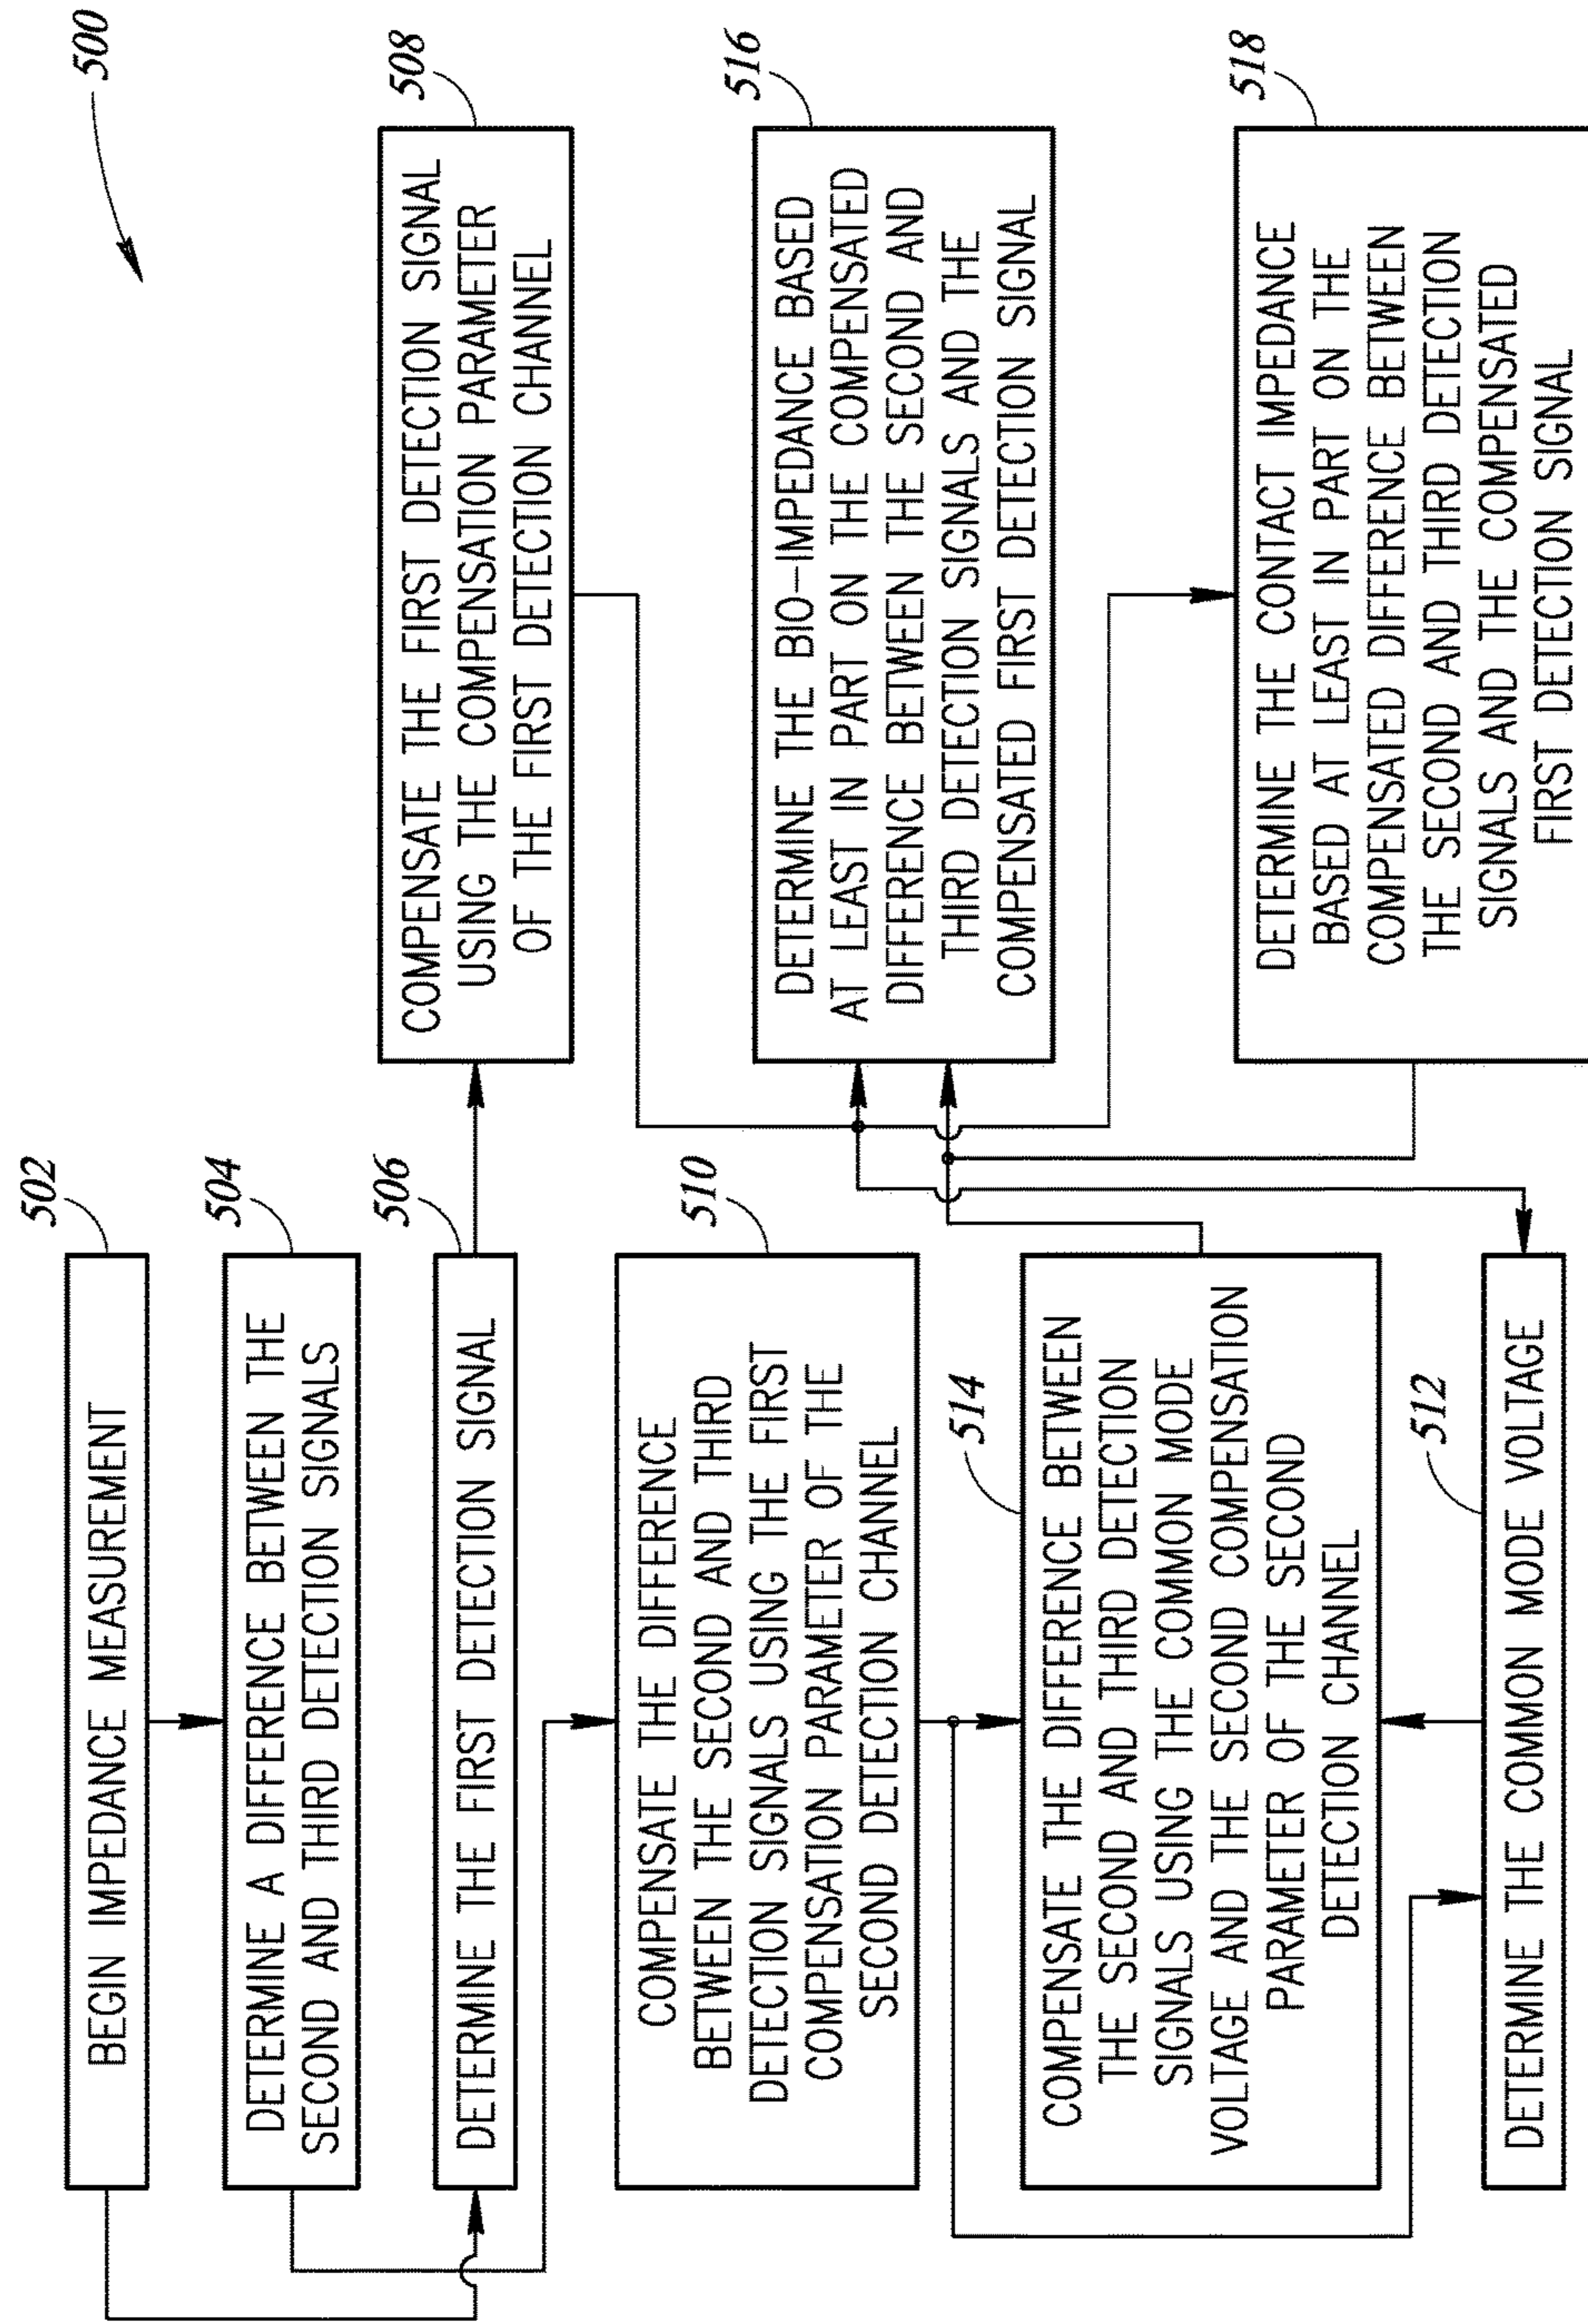 500
502
BEGIN IMPEDANCE MEASUREMENT
504
DETERMINE A DIFFERENCE BETWEEN THE
SECOND AND THIRD DETECTION SIGNALS
506
DETERMINE THE FIRST DETECTION SIGNAL
508
COMPENSATE THE FIRST DETECTION SIGNAL
USING THE COMPENSATION PARAMETER
OF THE FIRST DETECTION CHANNEL
510
COMPENSATE THE DIFFERENCE
BETWEEN THE SECOND AND THIRD
DETECTION SIGNALS USING THE FIRST
COMPENSATION PARAMETER OF THE
SECOND DETECTION CHANNEL
514
COMPENSATE THE DIFFERENCE BETWEEN
THE SECOND AND THIRD DETECTION
SIGNALS USING THE COMMON MODE
VOLTAGE AND THE SECOND COMPENSATION
PARAMETER OF THE SECOND
DETECTION CHANNEL
512
DETERMINE THE COMMON MODE VOLTAGE
516
DETERMINE THE BIO-IMPEDANCE BASED
AT LEAST IN PART ON THE COMPENSATED
DIFFERENCE BETWEEN THE SECOND AND
THIRD DETECTION SIGNALS AND THE
COMPENSATED FIRST DETECTION SIGNAL
518
DETERMINE THE CONTACT IMPEDANCE
BASED AT LEAST IN PART ON THE
COMPENSATED DIFFERENCE BETWEEN
THE SECOND AND THIRD DETECTION
SIGNALS AND THE COMPENSATED
FIRST DETECTION SIGNAL